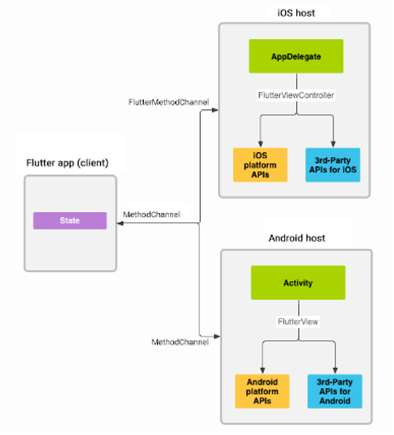 iOS host
AppDelegate
FlutterViewController
FlutterMethodChannel
iOS
platform
APIs
3rd-Party
APIs for iOS
Flutter app (client)
State
MethodChannel
Android host
Activity
FlutterView
MethodChannel
Android
platform
APIs
3rd-Party
APIs for
Android